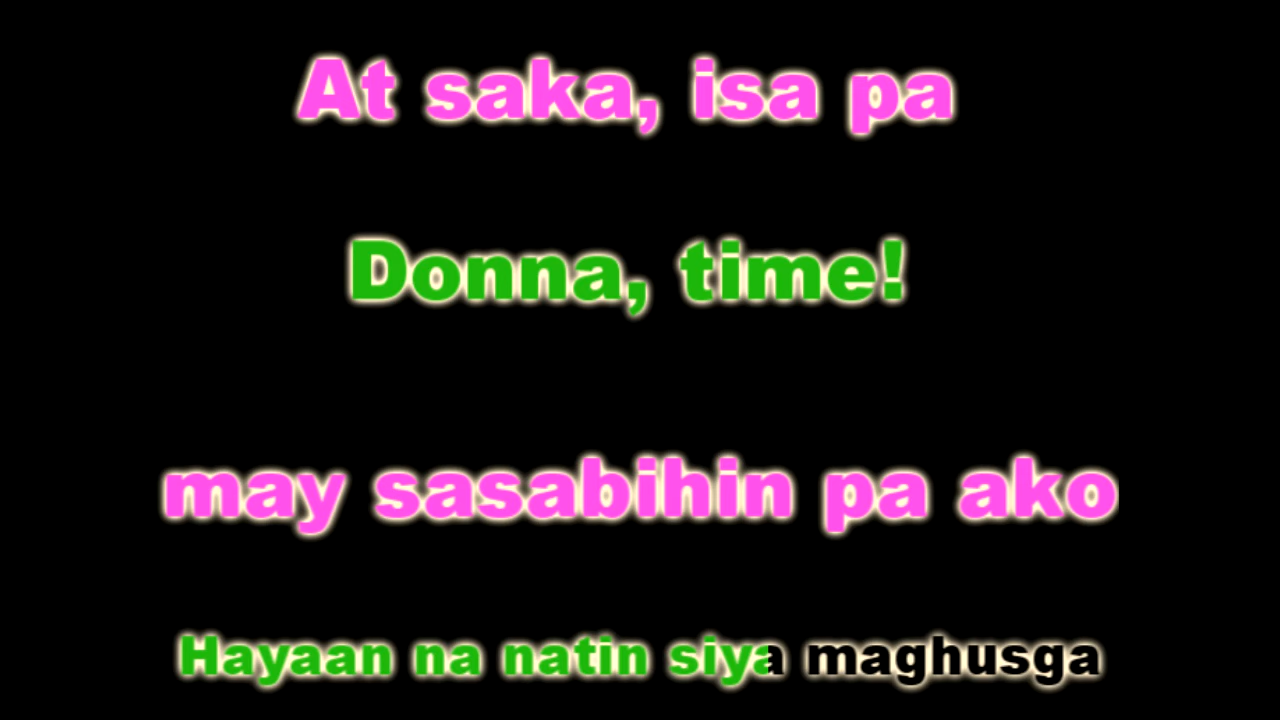 At saka, isa pa
Donna, time!
may sasabihin pa ako
Hayaan na natin siya maghusga